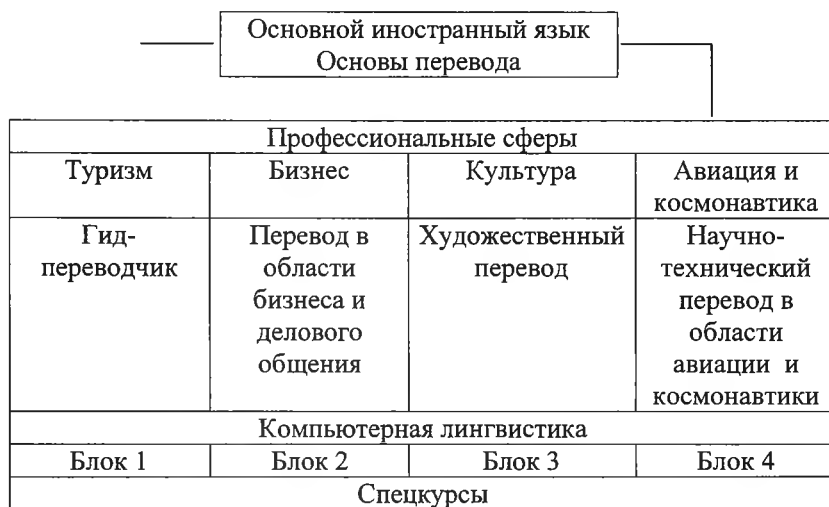 Основной иностранный язык
Основы перевода
Профессиональные сферы
Туризм
Бизнес
Культура
Авиация и
космонавтика
Гид-
переводчик
Перевод в
области
бизнеса и
делового
общения
Художественный
перевод
Научно-
технический
перевод в
области
авиации и
космонавтики
Компьютерная лингвистика
Блок 1
Блок 2
Блок 3
Блок 4
Спецкурсы